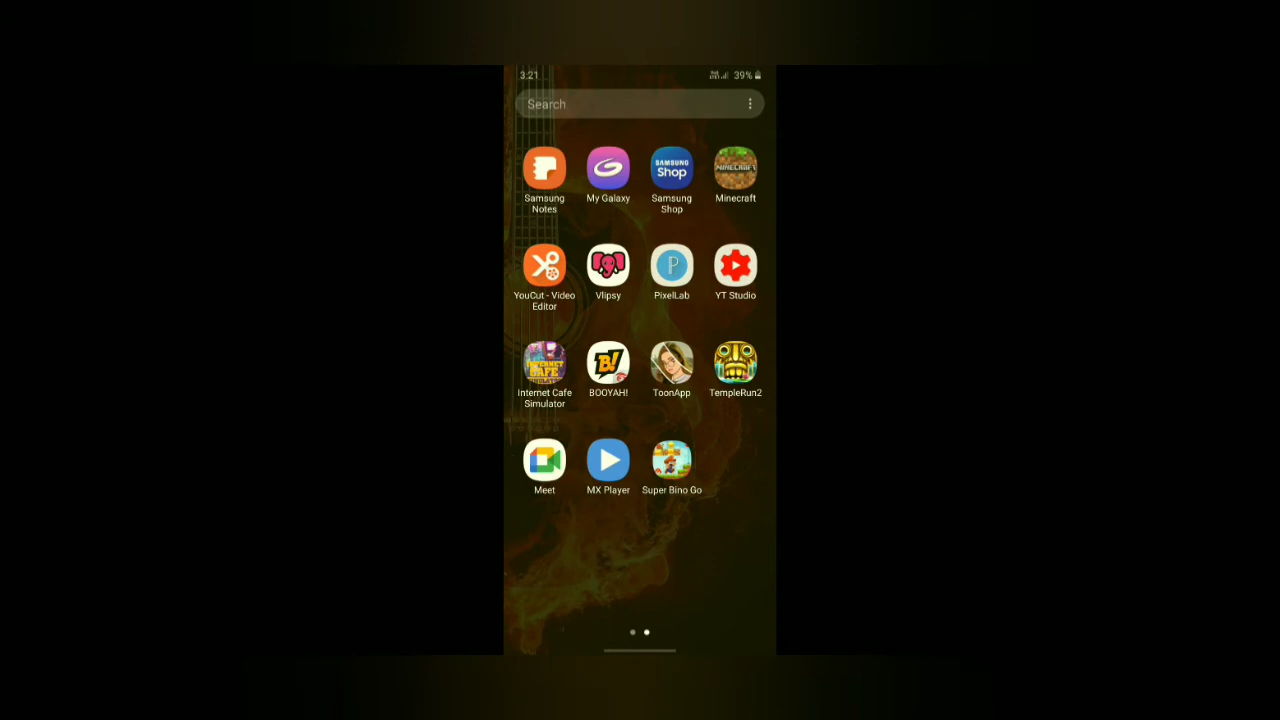 3:21
39%
Search
SAMSUNG
Shop
MINECRAFT
Samsung
Notes
My Galaxy
Samsung
Shop
Minecraft
P
YouCut - Video
Editor
Vlipsy
PixelLab
YT Studio
INTERNET
CAFE
SIMULATOR
B!
Internet Cafe
Simulator
BOOYAH!
ToonApp
TempleRun2
Meet
MX Player
Super Bino Go